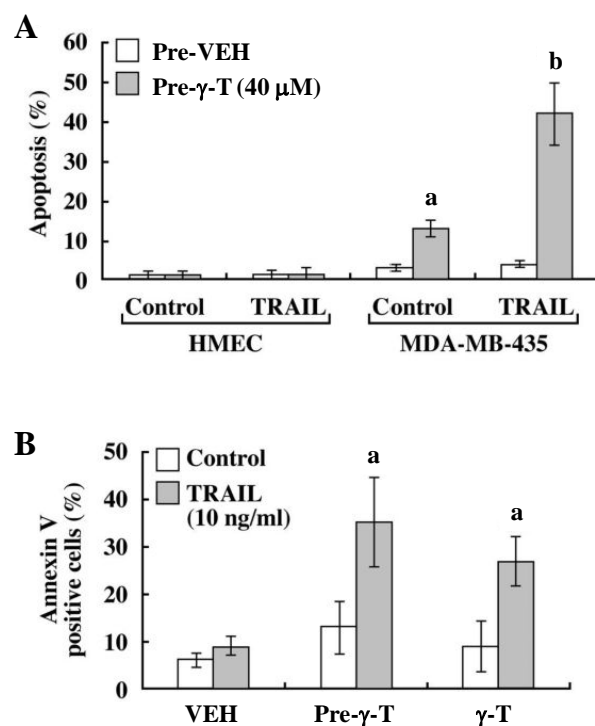 A
60
50
40
30
20
10
0
Apoptosis (%)
Pre-VEH
Pre-γ-T (40 μM)
a
b
Control
TRAIL
Control
TRAIL
HMEC
MDA-MB-435
B
50
40
30
20
10
0
Annexin V
positive cells (%)
Control
TRAIL
(10 ng/ml)
a
a
VEH
Pre-γ-T
γ-T